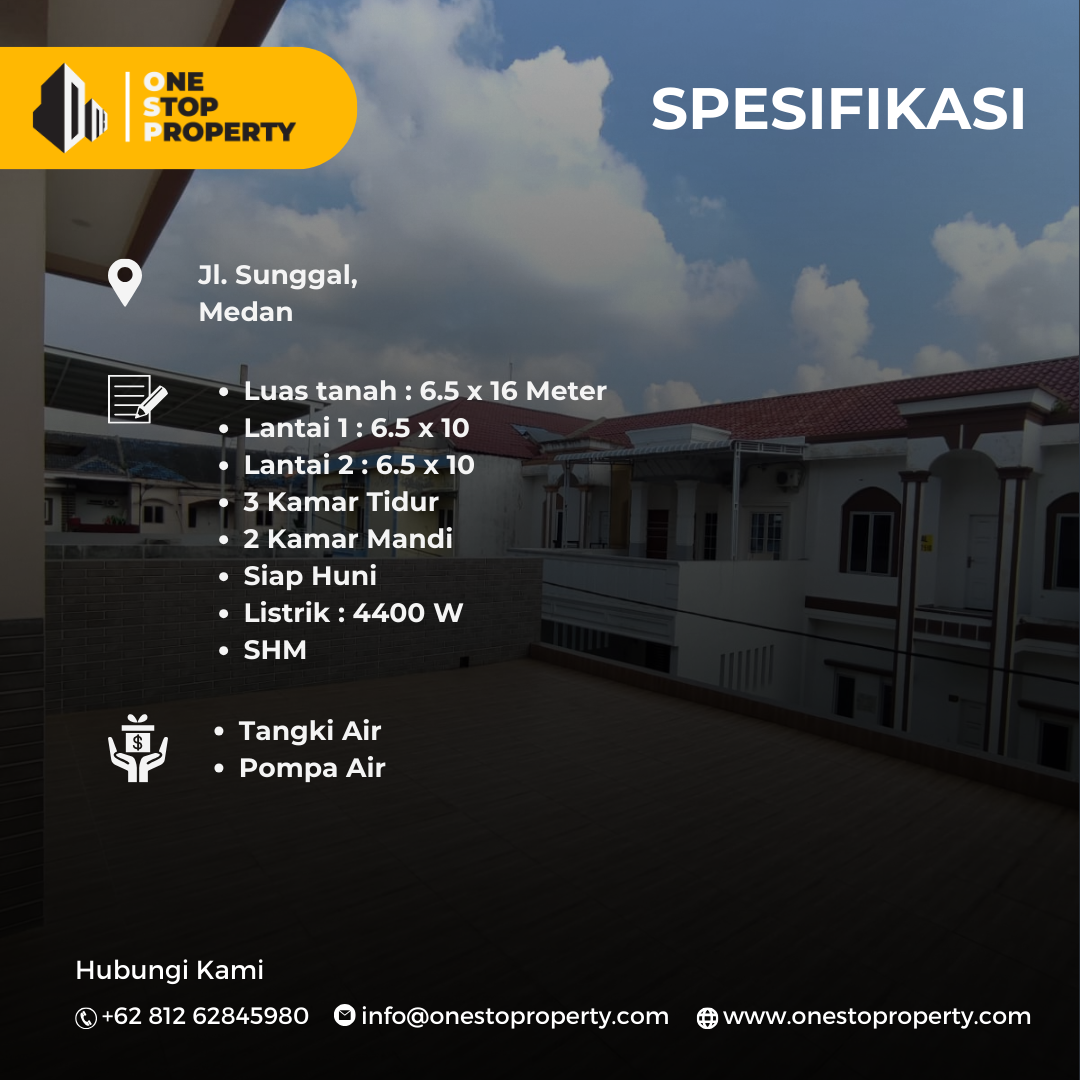 ONE
STOP
PROPERTY
SPESIFIKASI
Jl. Sunggal,
Medan
• Luas tanah : 6.5 x 16 Meter
• Lantai 1 : 6.5 x 10
• Lantai 2 : 6.5 x 10
• 3 Kamar Tidur
• 2 Kamar Mandi
• Siap Huni
• Listrik : 4400 W
• SHM
$
• Tangki Air
• Pompa Air
Hubungi Kami
+62 812 62845980 info@onestoproperty.com www.onestoproperty.com